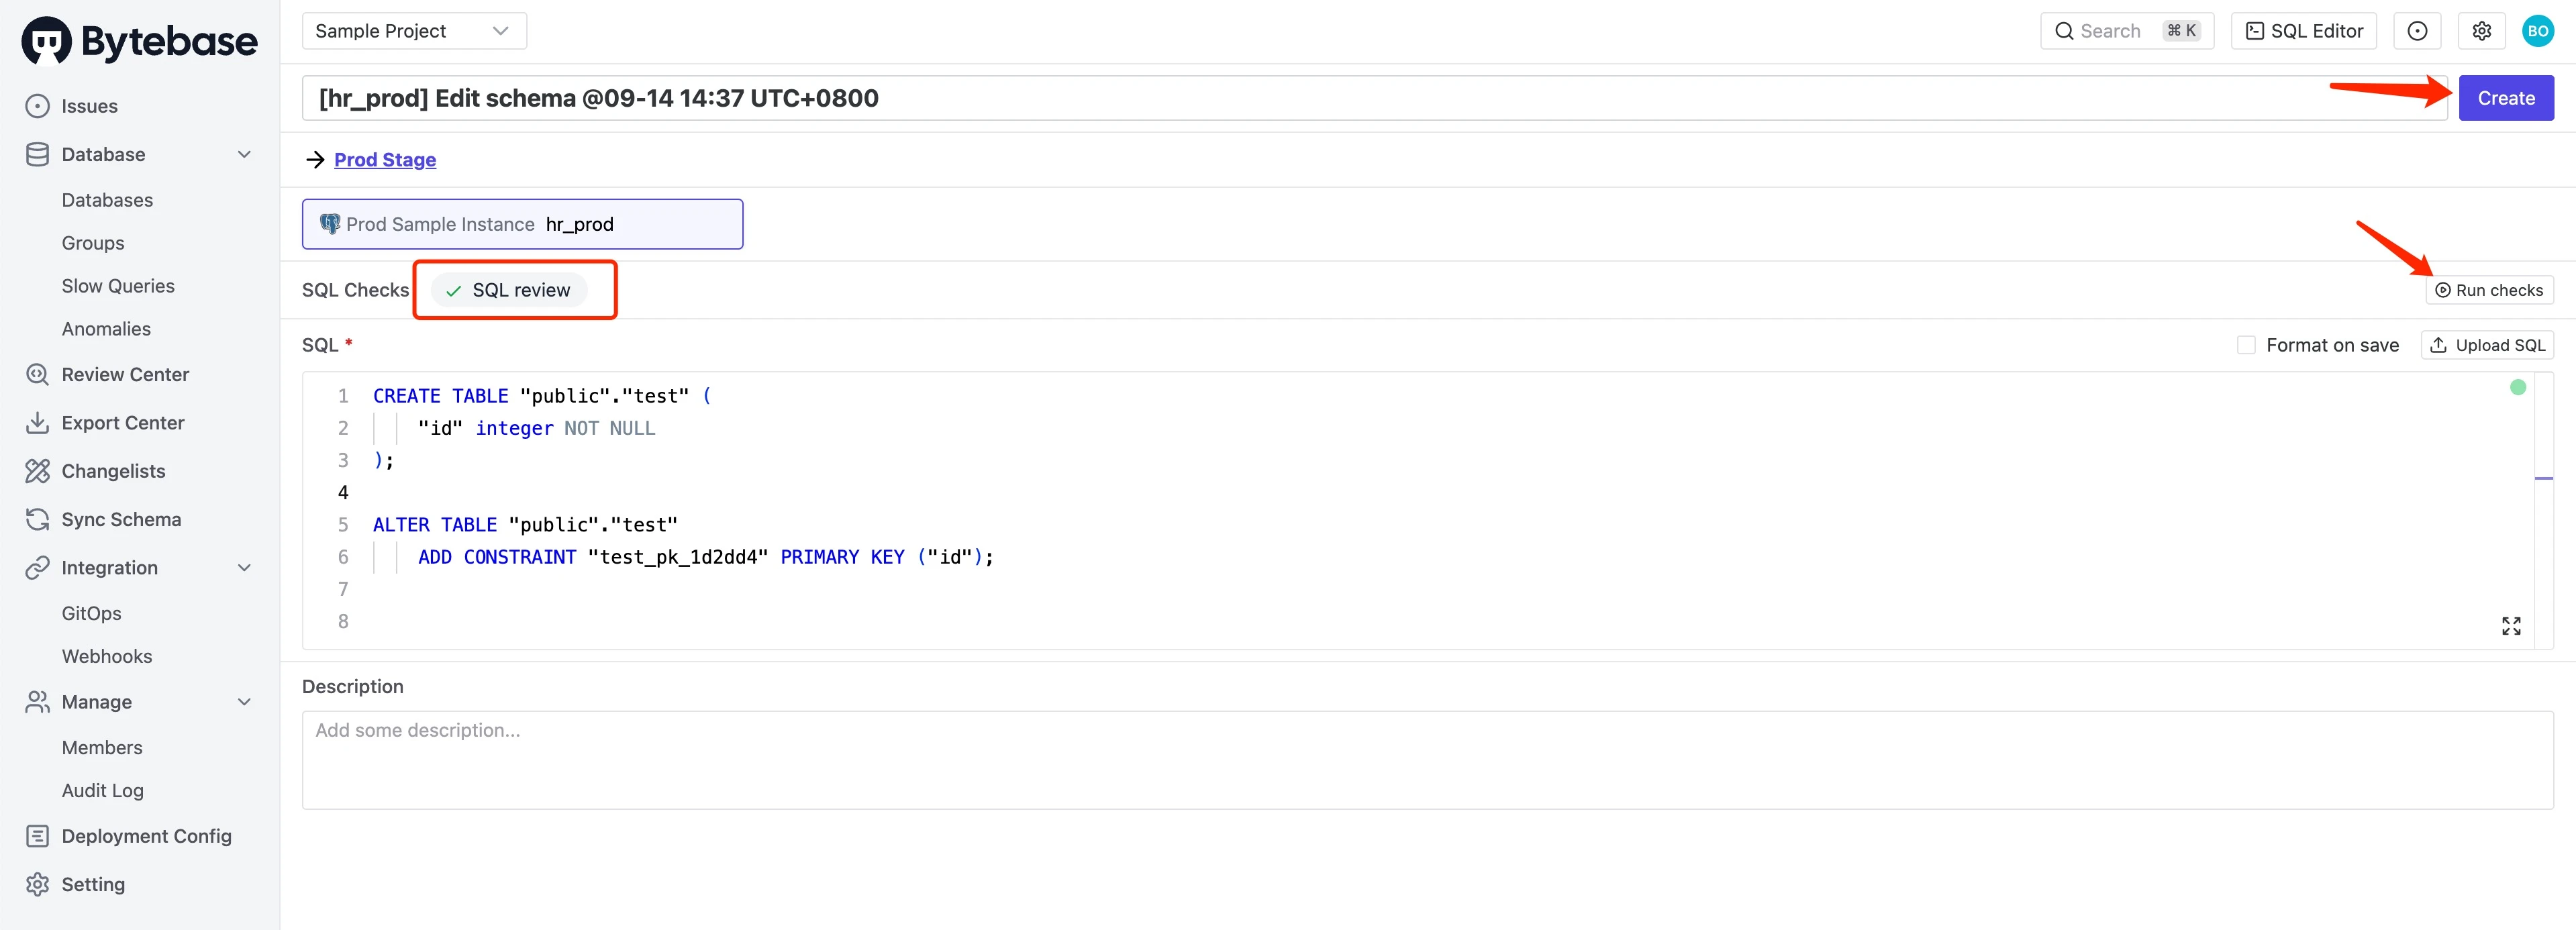 Bytebase
Sample Project
Search ⌘ K
SQL Editor
BO
Issues
Database
Databases
Groups
Slow Queries
Anomalies
Review Center
Export Center
Changelists
Sync Schema
Integration
GitOps
Webhooks
Manage
Members
Audit Log
Deployment Config
Setting
[hr_prod] Edit schema @09-14 14:37 UTC+0800
Create
→ Prod Stage
Prod Sample Instance hr_prod
SQL Checks
SQL review
Run checks
SQL *
Format on save
Upload SQL
1 CREATE TABLE "public"."test" (
2 "id" integer NOT NULL
3 );
4
5 ALTER TABLE "public"."test"
6 ADD CONSTRAINT "test_pk_1d2dd4" PRIMARY KEY ("id");
7
8
Description
Add some description...